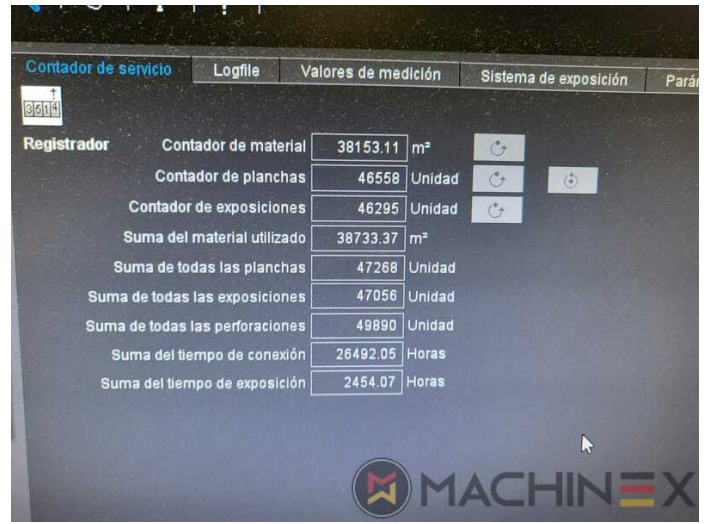 Contador de servicio Logfile Valores de medición Sistema de exposición
3514
Registrador Contador de material 38153.11 m²
Contador de planchas 46558 Unidad
Contador de exposiciones 46295 Unidad
Suma del material utilizado 38733.37 m²
Suma de todas las planchas 47268 Unidad
Suma de todas las exposiciones 47056 Unidad
Suma de todas las perforaciones 49890 Unidad
Suma del tiempo de conexión 26492.05 Horas
Suma del tiempo de exposición 2454.07 Horas
MACHINEX